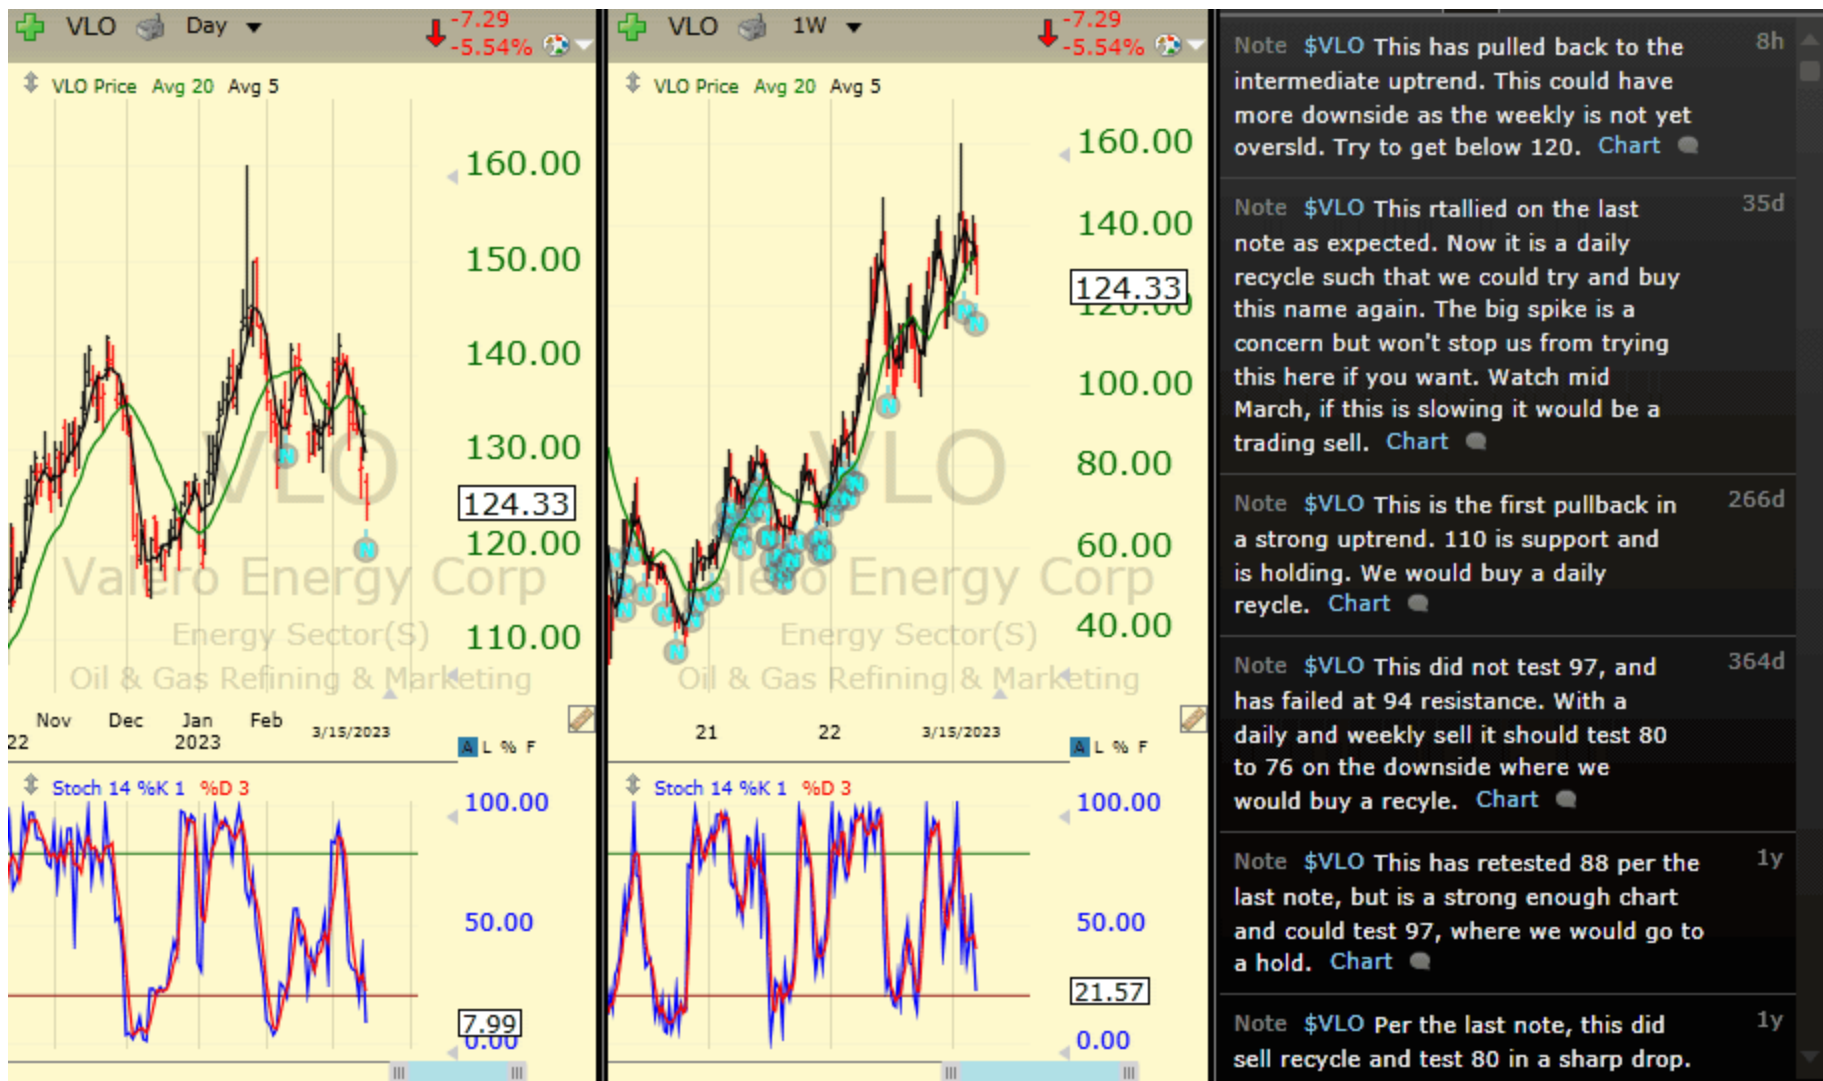 VLO Day -7.29
-5.54%
VLO Price Avg 20 Avg 5
160.00
150.00
140.00
130.00
124.33
120.00
110.00
VLO
Valero Energy Corp
Energy Sector(S)
Oil & Gas Refining & Marketing
N
N
Nov Dec Jan Feb 3/15/2023
22 2023
A L % F
Stoch 14 %K 1 %D 3
100.00
50.00
7.99
0.00
VLO 1W -7.29
-5.54%
VLO Price Avg 20 Avg 5
160.00
140.00
124.33
120.00
100.00
80.00
60.00
40.00
VLO
Valero Energy Corp
Energy Sector(S)
Oil & Gas Refining & Marketing
21 22 3/15/2023
A L % F
Stoch 14 %K 1 %D 3
100.00
50.00
21.57
0.00
Note $VLO This has pulled back to the 8h
intermediate uptrend. This could have
more downside as the weekly is not yet
oversld. Try to get below 120. Chart
Note $VLO This rtallied on the last 35d
note as expected. Now it is a daily
recycle such that we could try and buy
this name again. The big spike is a
concern but won't stop us from trying
this here if you want. Watch mid
March, if this is slowing it would be a
trading sell. Chart
Note $VLO This is the first pullback in 266d
a strong uptrend. 110 is support and
is holding. We would buy a daily
reycle. Chart
Note $VLO This did not test 97, and 364d
has failed at 94 resistance. With a
daily and weekly sell it should test 80
to 76 on the downside where we
would buy a recyle. Chart
Note $VLO This has retested 88 per the 1y
last note, but is a strong enough chart
and could test 97, where we would go to
a hold. Chart
Note $VLO Per the last note, this did 1y
sell recycle and test 80 in a sharp drop.